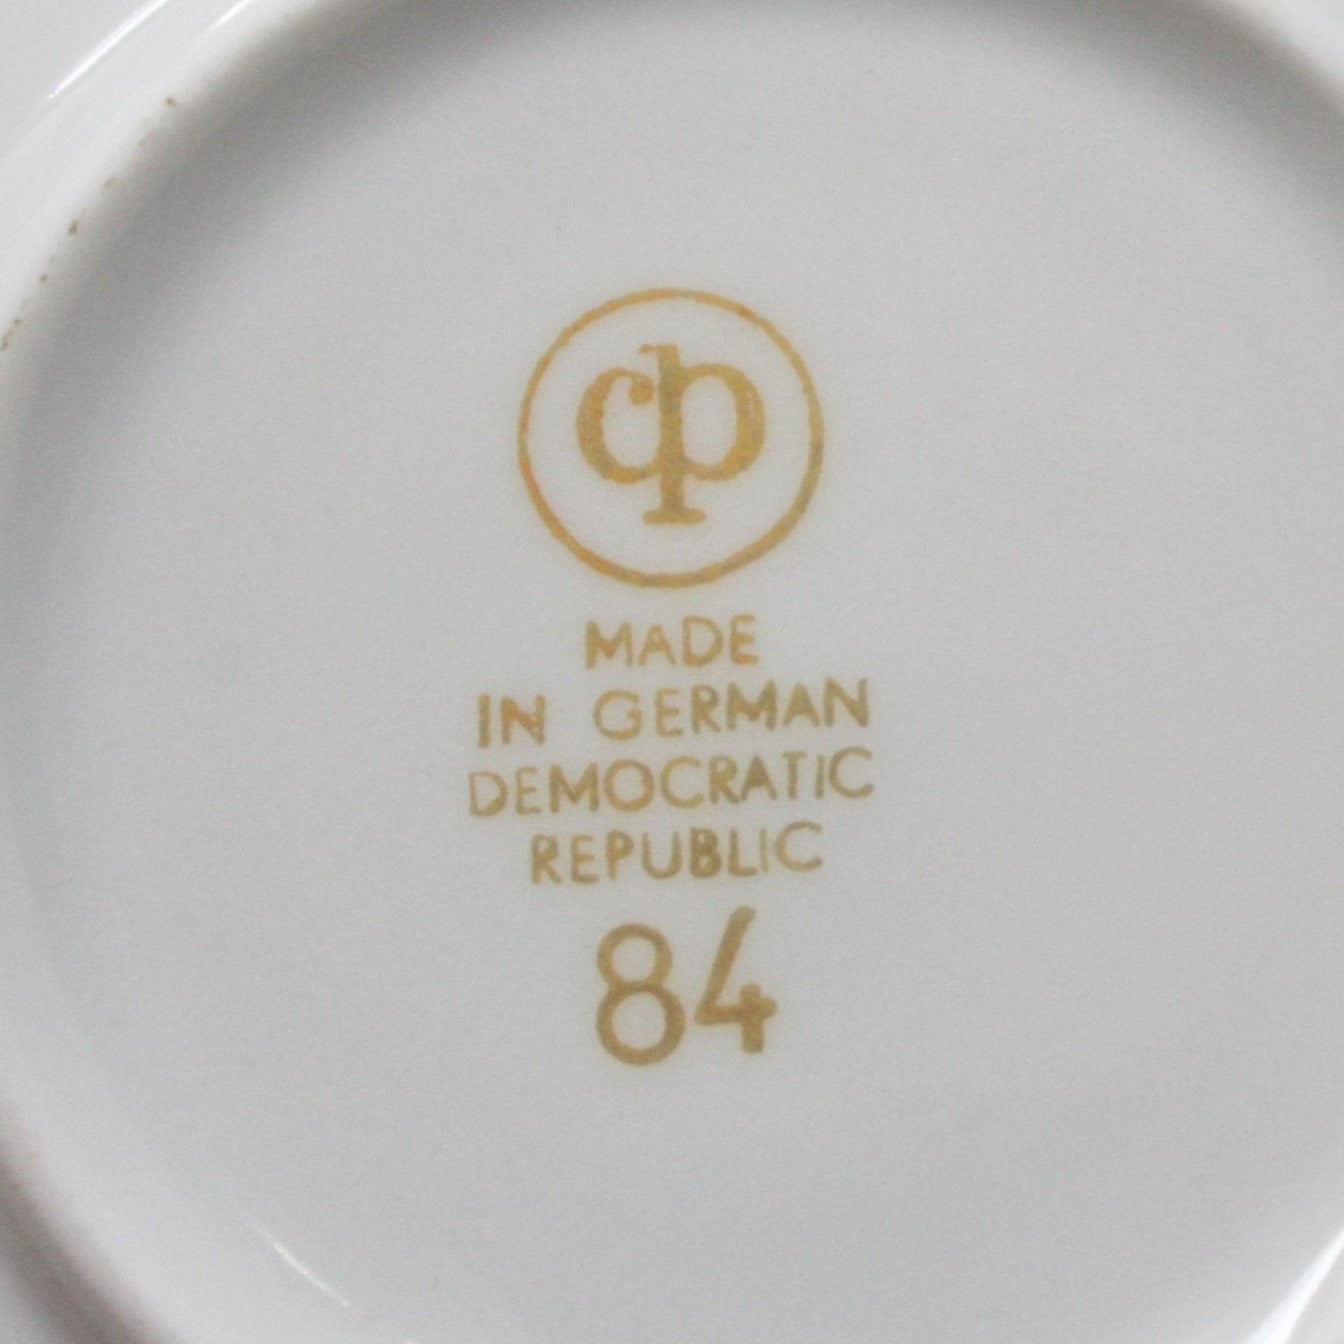 cp
MADE
IN GERMAN
DEMOCRATIC
REPUBLIC
84